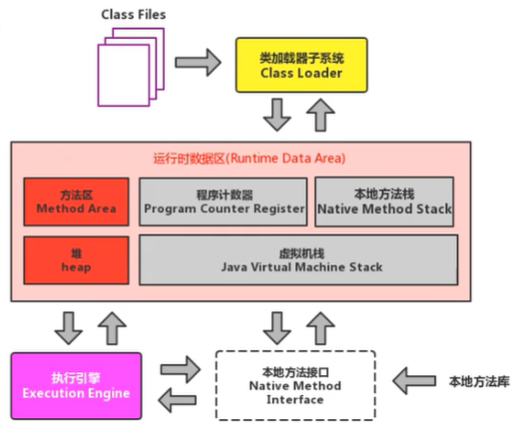 Class Files
类加载器子系统
Class Loader
运行时数据区(Runtime Data Area)
方法区
Method Area
程序计数器
Program Counter Register
本地方法栈
Native Method Stack
堆
heap
虚拟机栈
Java Virtual Machine Stack
执行引擎
Execution Engine
本地方法接口
Native Method
Interface
本地方法库